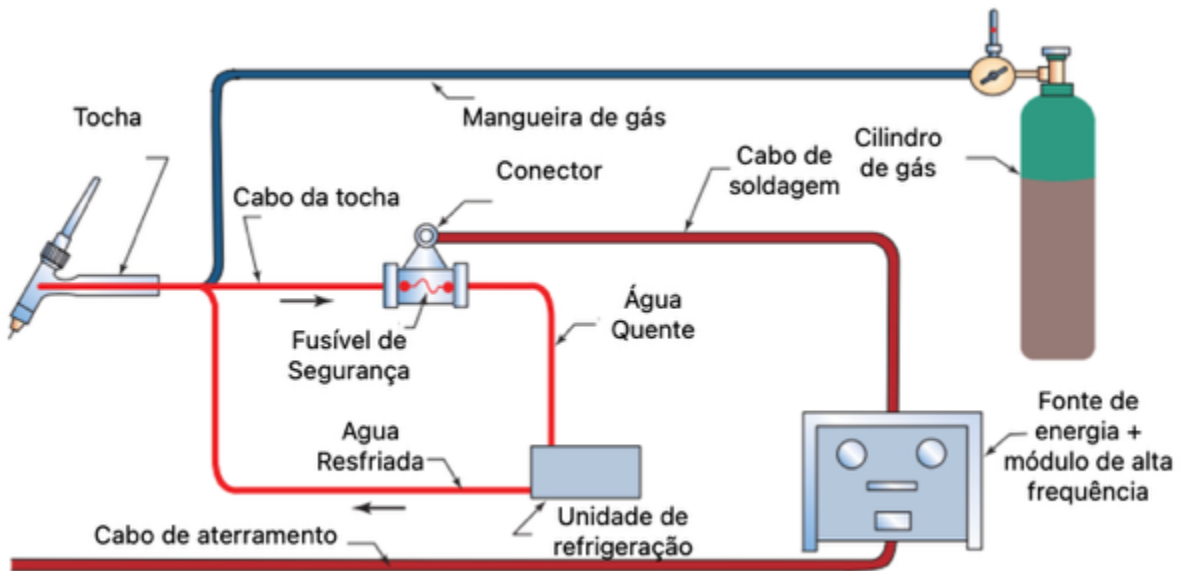 Tocha
Mangueira de gás
Cilindro
de gás
Conector
Cabo de
soldagem
Cabo da tocha
Água
Quente
Fusível de
Segurança
Fonte de
energia +
módulo de alta
frequência
Agua
Resfriada
Unidade de
refrigeração
Cabo de aterramento